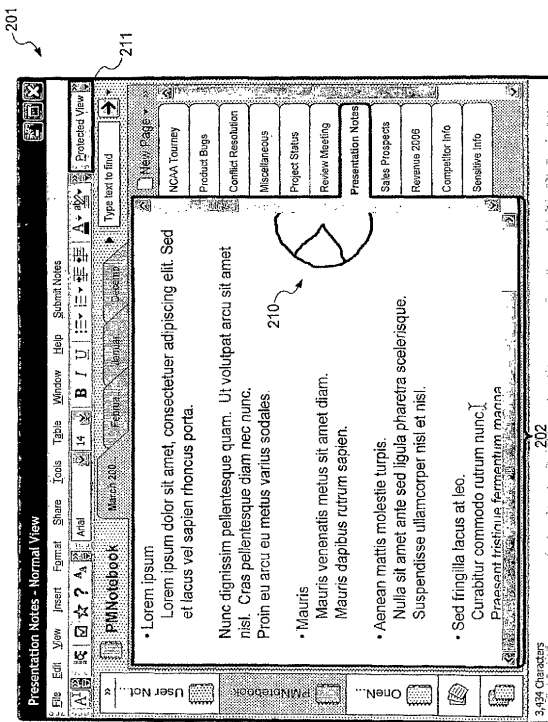 201
211
Presentation Notes - Normal View
File Edit View Insert Format Share Tools Table Window Help Submit Notes
Arial 14 B I U A Protected View
PMNotebook
March 200
Type text to find
New Page
User Not...
PMNotebook
OneN...
• Lorem ipsum
Lorem ipsum dolor sit amet, consectetuer adipiscing elit. Sed
et lacus vel sapien rhoncus porta.
Nunc dignissim pellentesque quam. Ut volutpat arcu sit amet
nisl. Cras pellentesque diam nec nunc.
Proin eu arcu eu metus varius sodales.
• Mauris
Mauris venenatis metus sit amet diam.
Mauris dapibus rutrum sapien.
• Aenean mattis molestie turpis.
Nulla sit amet ante sed ligula pharetra scelerisque.
Suspendisse ullamcorper nisl et nisl.
• Sed fringilla lacus at leo.
Curabitur commodo rutrum nunc.
Praesent tristique fermentum magna
210
NCAA Tourney
Product Bugs
Conflict Resolution
Miscellaneous
Project Status
Review Meeting
Presentation Notes
Sales Prospects
Revenue 2006
Competitor Info
Sensitive Info
3,434 Characters
202